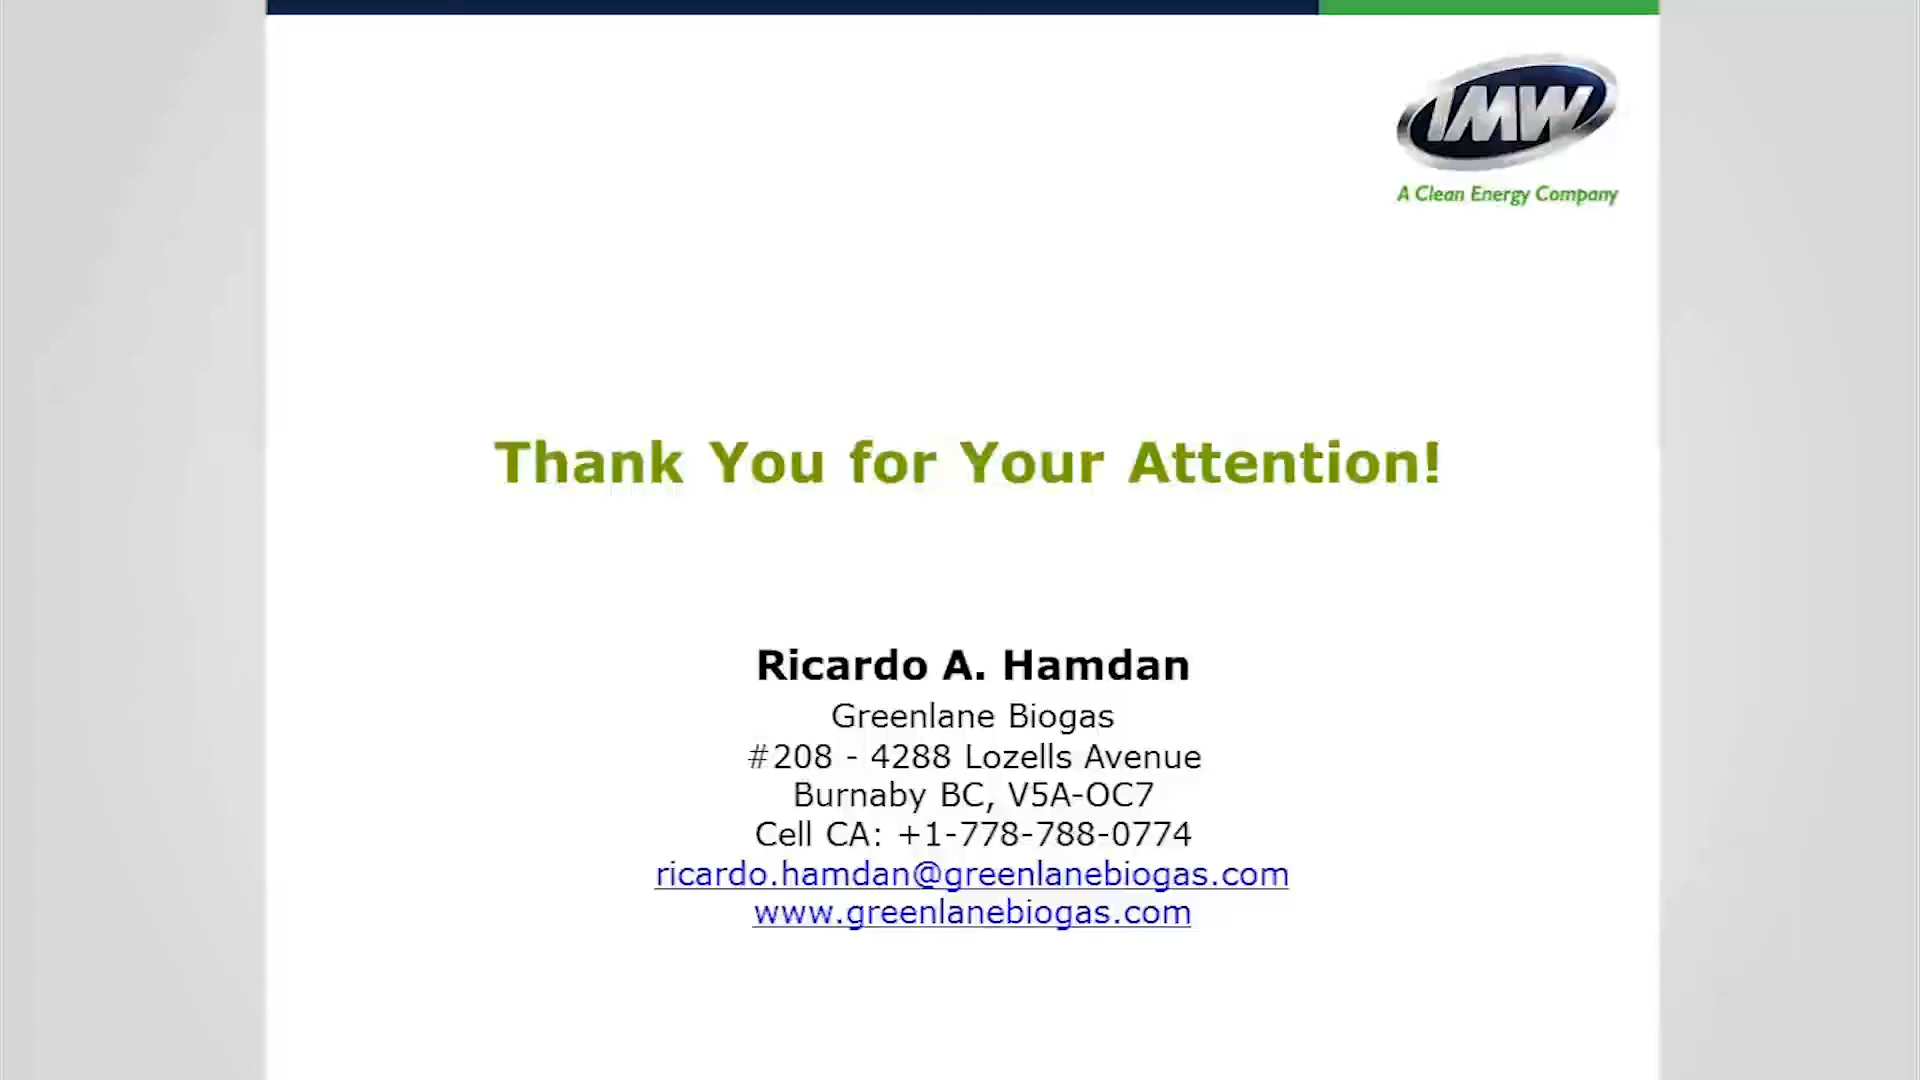 IMW
A Clean Energy Company
Thank You for Your Attention!
Ricardo A. Hamdan
Greenlane Biogas
#208 - 4288 Lozells Avenue
Burnaby BC, V5A-OC7
Cell CA: +1-778-788-0774
ricardo.hamdan@greenlanebiogas.com
www.greenlanebiogas.com